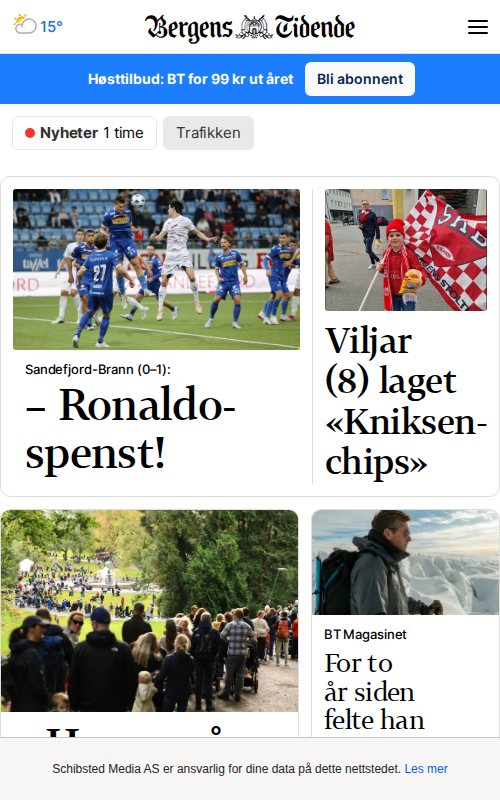 15°
Bergens Tidende
Høsttilbud: BT for 99 kr ut året
Bli abonnent
Nyheter 1 time
Trafikken
27
Sandefjord-Brann (0–1):
– Ronaldo-
spenst!
Viljar
(8) laget
«Kniksen-
chips»
BT Magasinet
For to
år siden
felte han
Schibsted Media AS er ansvarlig for dine data på dette nettstedet. Les mer